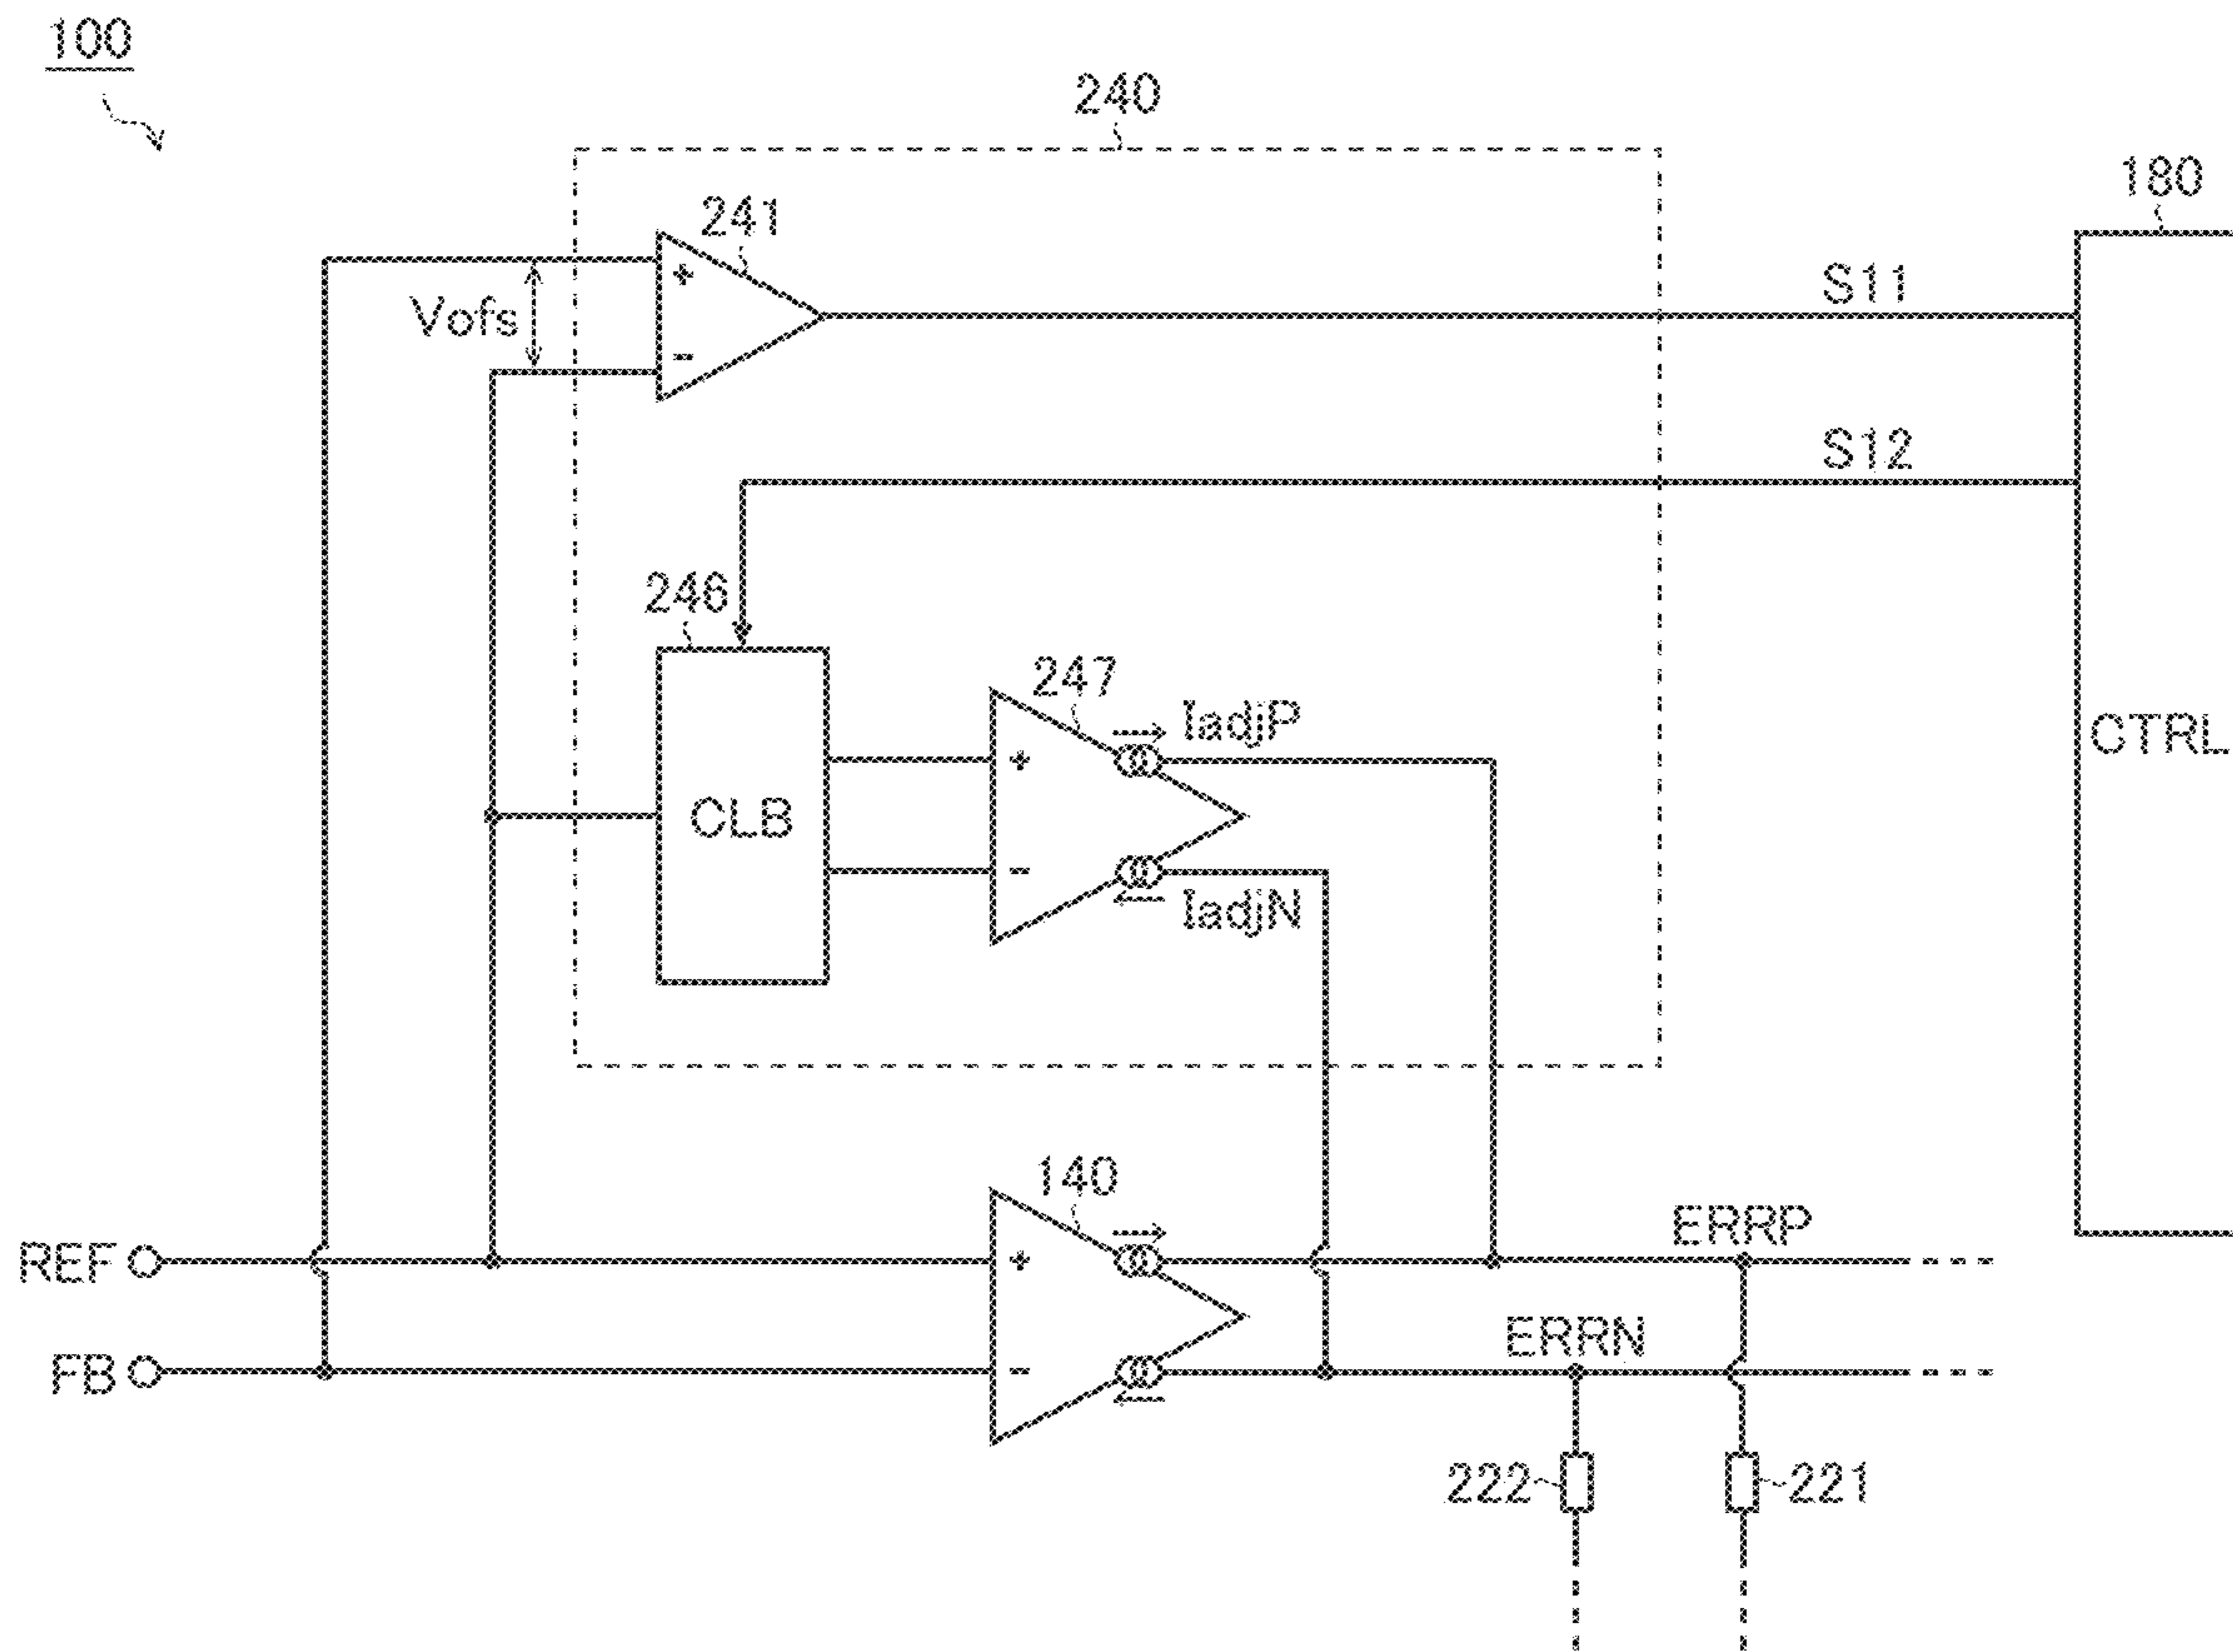 100
240
180
241
S11
Vofs
+
-
S12
246
247
IadjP
CTRL
+
CLB
-
IadjN
140
ERRP
REF
+
ERRN
FB
-
222
221